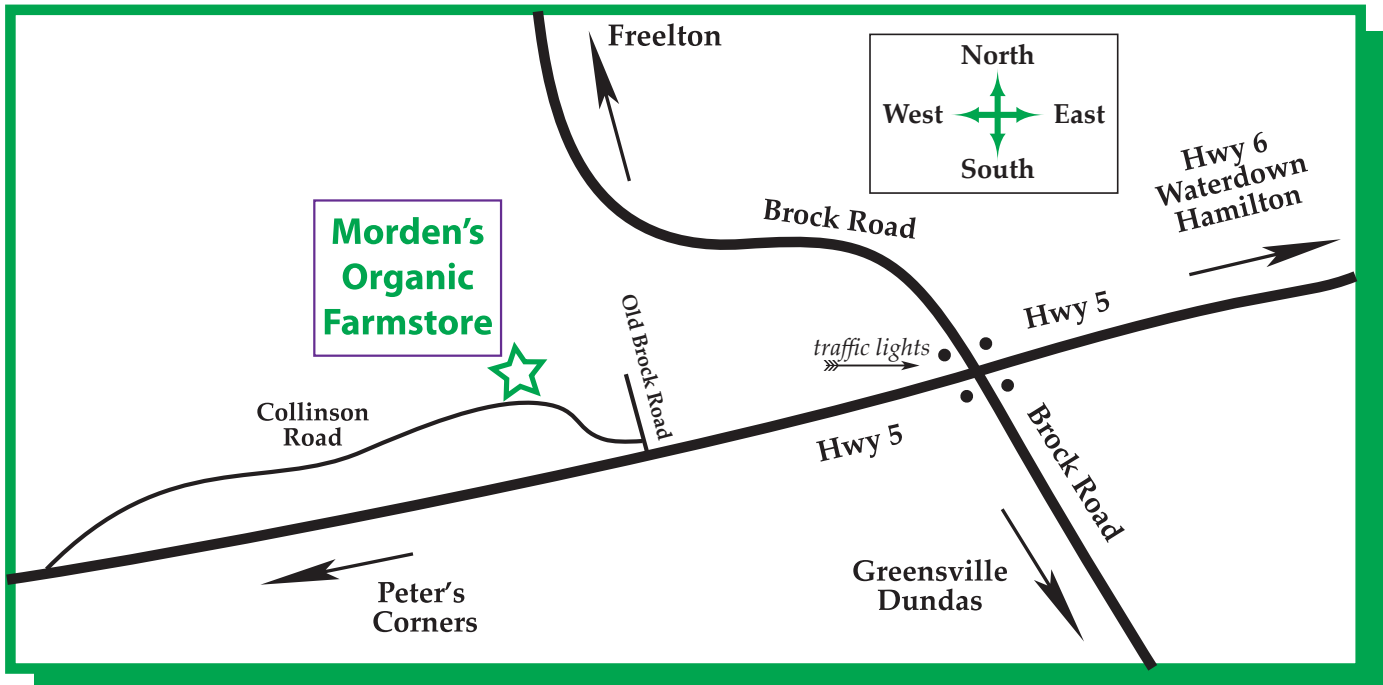 Freelton
North
West
East
South
Hwy 6
Waterdown
Hamilton
Morden’s
Organic
Farmstore
Brock Road
Old Brock Road
traffic lights
Hwy 5
Collinson
Road
Hwy 5
Brock Road
Peter’s
Corners
Greensville
Dundas